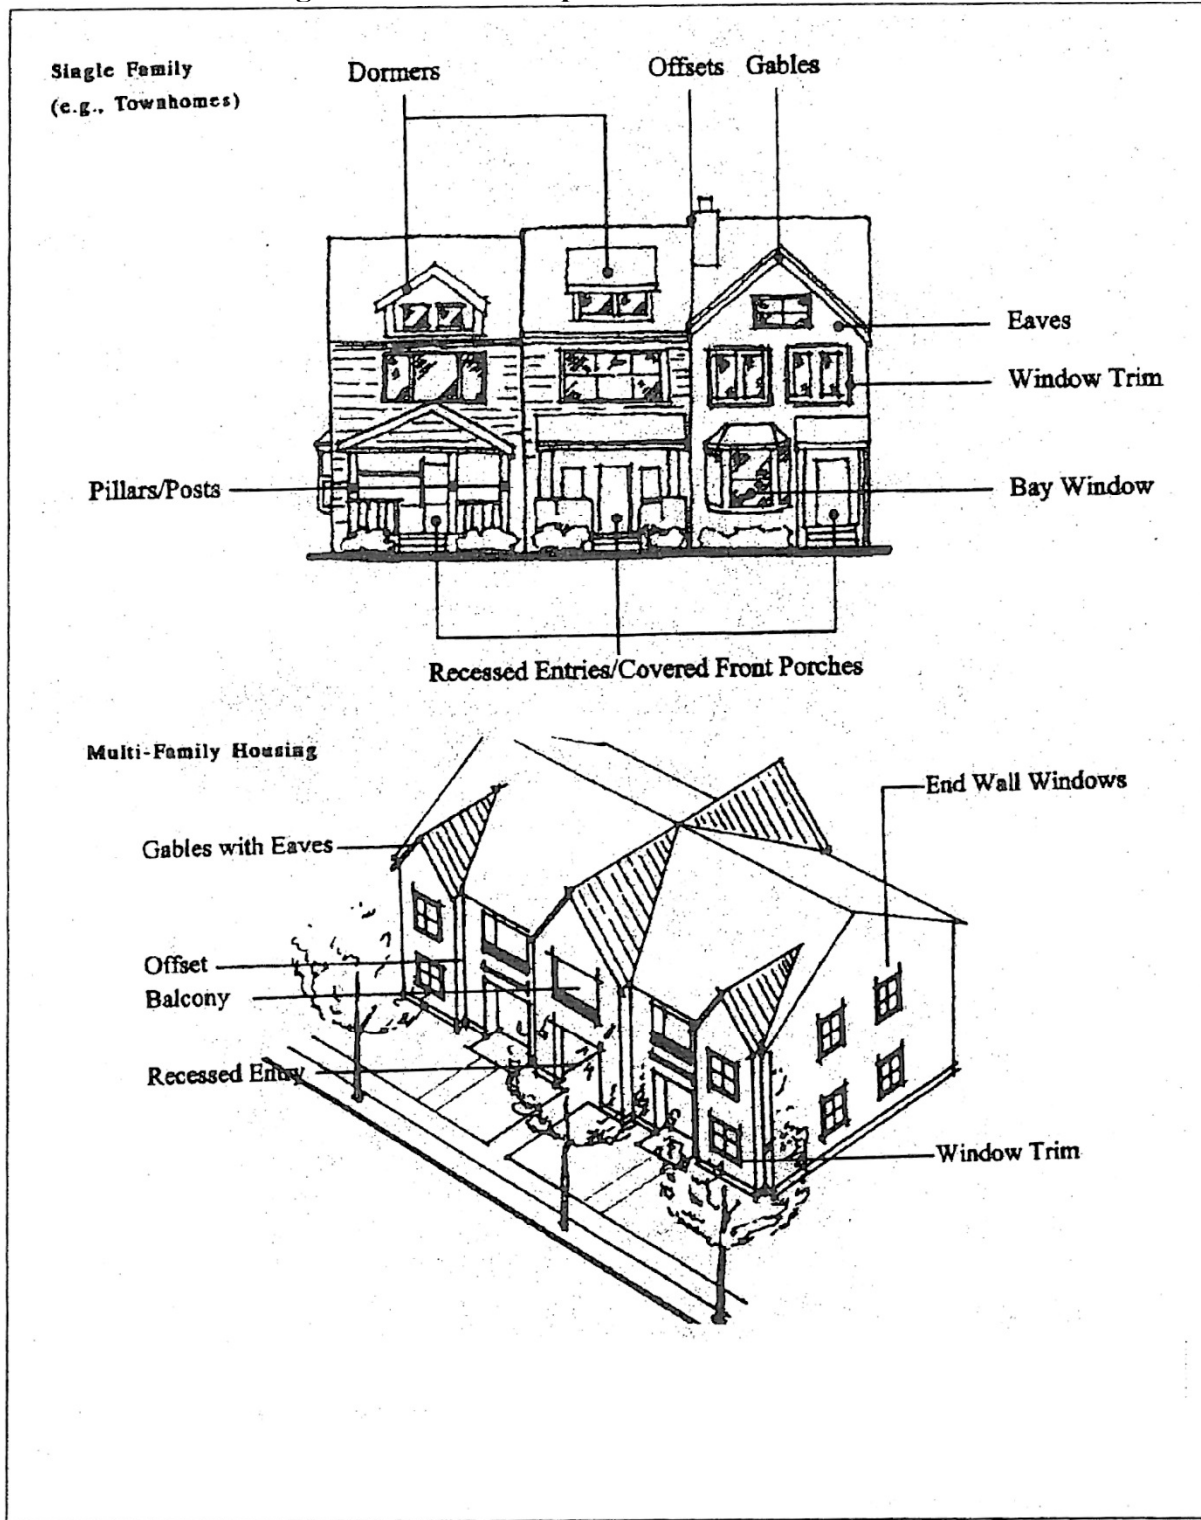 Single Family
(e.g., Townhomes)
Dormers
Offsets Gables
Eaves
Window Trim
Pillars/Posts
Bay Window
Recessed Entries/Covered Front Porches
Multi-Family Housing
End Wall Windows
Gables with Eaves
Offset
Balcony
Recessed Entry
Window Trim